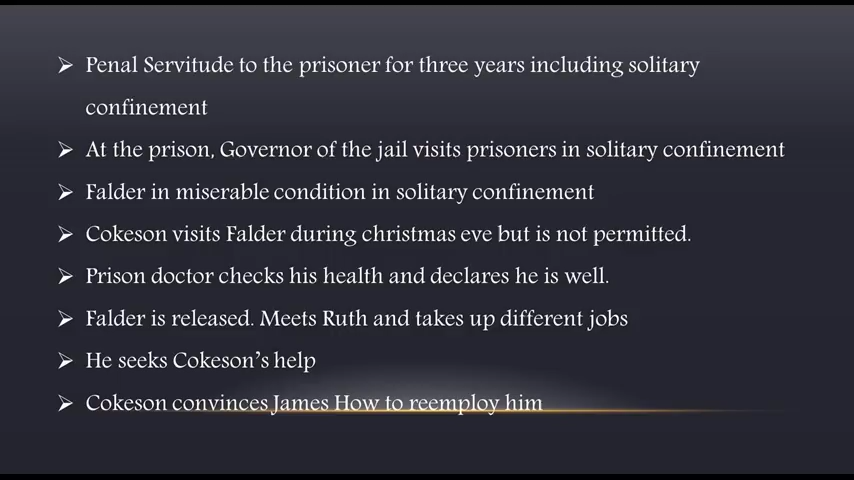 ➢ Penal Servitude to the prisoner for three years including solitary
confinement
➢ At the prison, Governor of the jail visits prisoners in solitary confinement
➢ Falder in miserable condition in solitary confinement
➢ Cokeson visits Falder during christmas eve but is not permitted.
➢ Prison doctor checks his health and declares he is well.
➢ Falder is released. Meets Ruth and takes up different jobs
➢ He seeks Cokeson's help
➢ Cokeson convinces James How to reemploy him